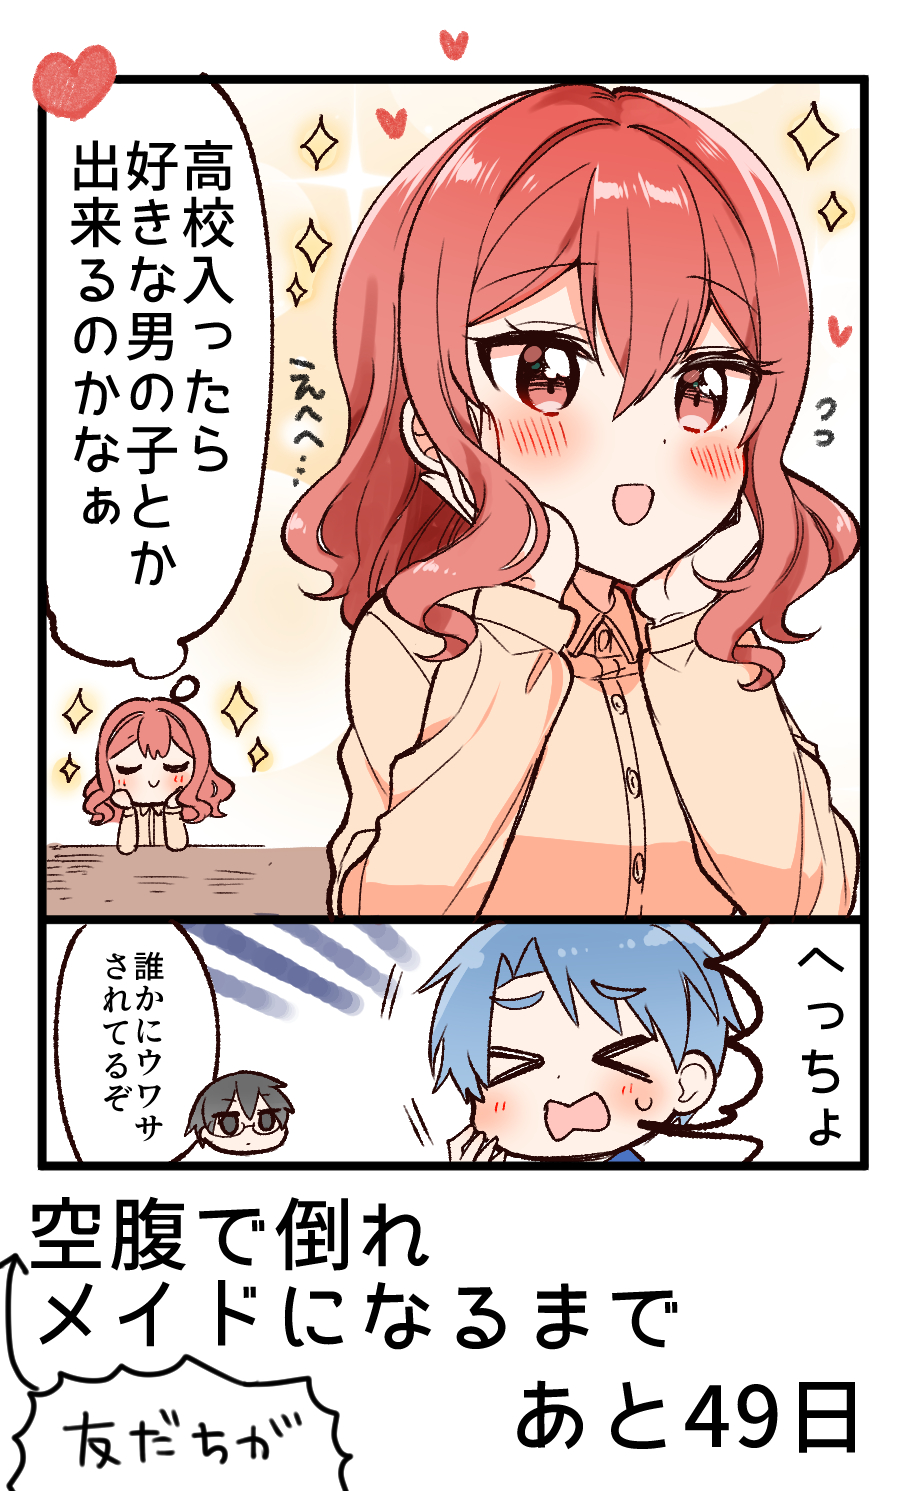 高校入ったら
好きな男の子とか
出来るのかなぁ
えへへ…
へっちょ
誰かにウワサ
されてるぞ
空腹で倒れ
メイドになるまで
あと49日
友だちが